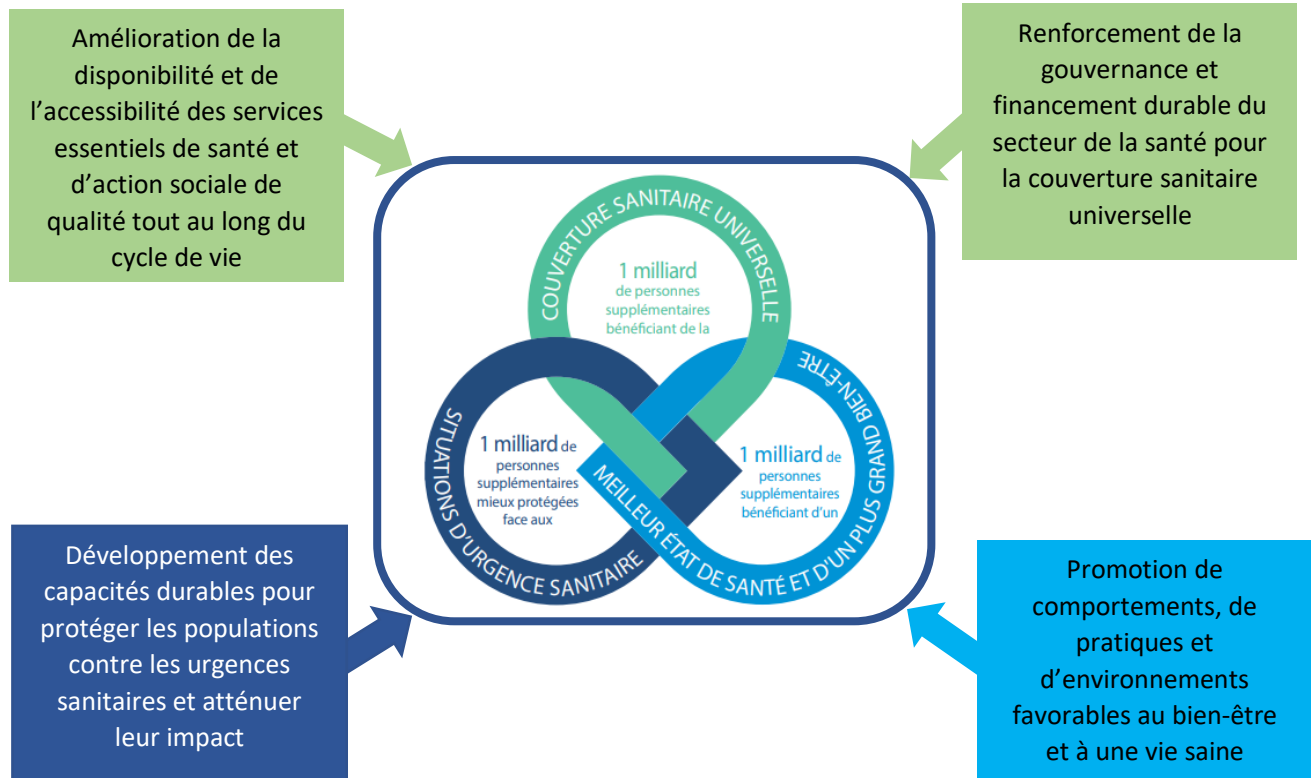 Amélioration de la
disponibilité et de
l’accessibilité des services
essentiels de santé et
d’action sociale de
qualité tout au long du
cycle de vie
Renforcement de la
gouvernance et
financement durable du
secteur de la santé pour
la couverture sanitaire
universelle
COUVERTURE SANITAIRE UNIVERSELLE
1 milliard
de personnes
supplémentaires
bénéficiant de la
SITUATIONS D'URGENCE SANITAIRE
1 milliard de
personnes
supplémentaires
mieux protégées
face aux
MEILLEUR ÉTAT DE SANTÉ ET D'UN PLUS GRAND BIEN-ÊTRE
1 milliard de
personnes
supplémentaires
bénéficiant d'un
Développement des
capacités durables pour
protéger les populations
contre les urgences
sanitaires et atténuer
leur impact
Promotion de
comportements, de
pratiques et
d’environnements
favorables au bien-être
et à une vie saine